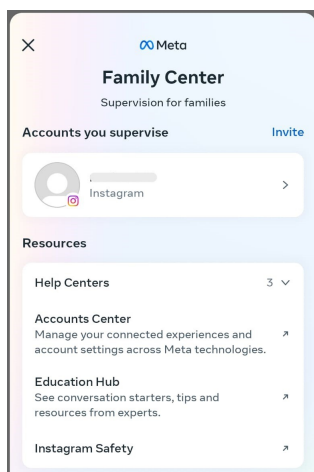 Meta
Family Center
Supervision for families
Accounts you supervise
Invite
Instagram
Resources
Help Centers
3
Accounts Center
Manage your connected experiences and
account settings across Meta technologies.
Education Hub
See conversation starters, tips and
resources from experts.
Instagram Safety